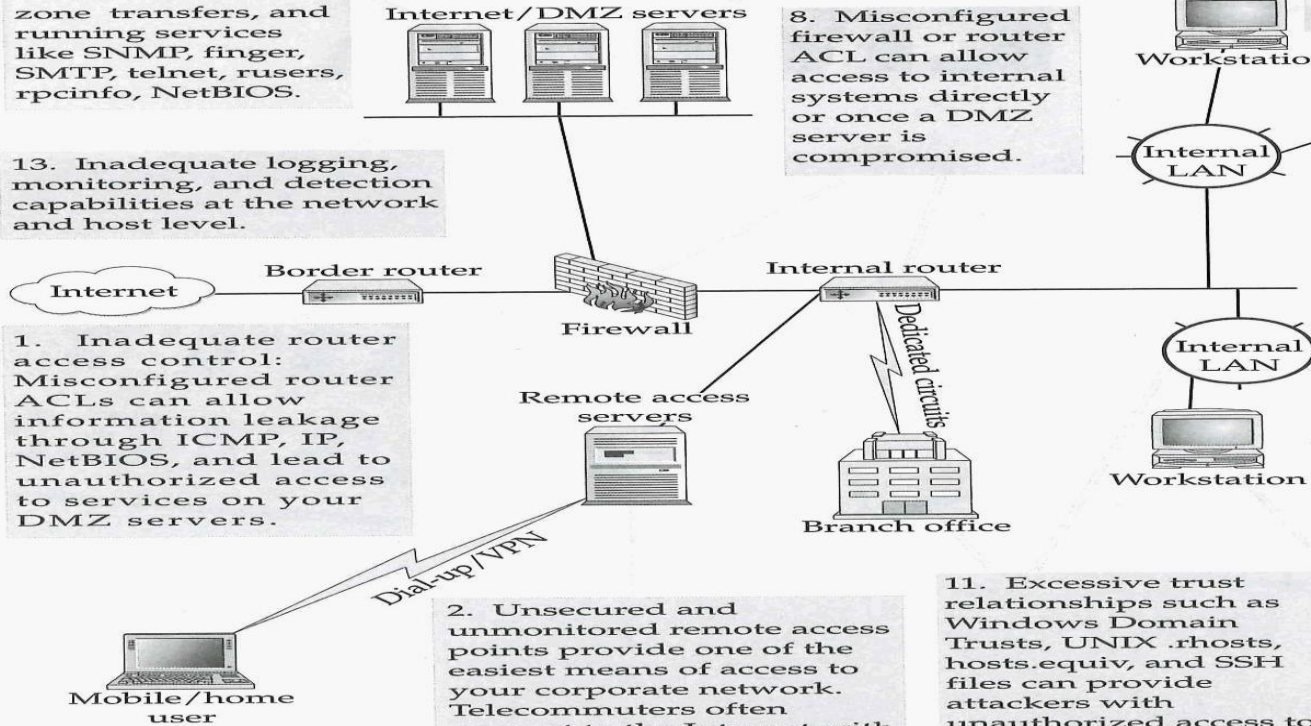 zone transfers, and
running services
like SNMP, finger,
SMTP, telnet, rusers,
rpcinfo, NetBIOS.
Internet/DMZ servers
8. Misconfigured
firewall or router
ACL can allow
access to internal
systems directly
or once a DMZ
server is
compromised.
Workstatio
Internal
LAN
13. Inadequate logging,
monitoring, and detection
capabilities at the network
and host level.
Internet
Border router
Firewall
Internal router
Dedicated circuits
Internal
LAN
Workstation
1. Inadequate router
access control:
Misconfigured router
ACLs can allow
information leakage
through ICMP, IP,
NetBIOS, and lead to
unauthorized access
to services on your
DMZ servers.
Remote access
servers
Branch office
Dial-up/VPN
Mobile/home
user
2. Unsecured and
unmonitored remote access
points provide one of the
easiest means of access to
your corporate network.
Telecommuters often
11. Excessive trust
relationships such as
Windows Domain
Trusts, UNIX .rhosts,
hosts.equiv, and SSH
files can provide
attackers with
unauthorized access to